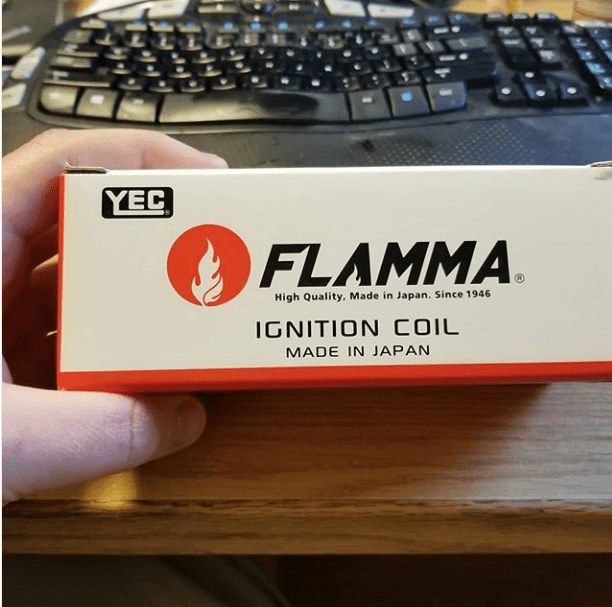 YEC®
FLAMMA®
High Quality, Made in Japan. Since 1946
IGNITION COIL
MADE IN JAPAN